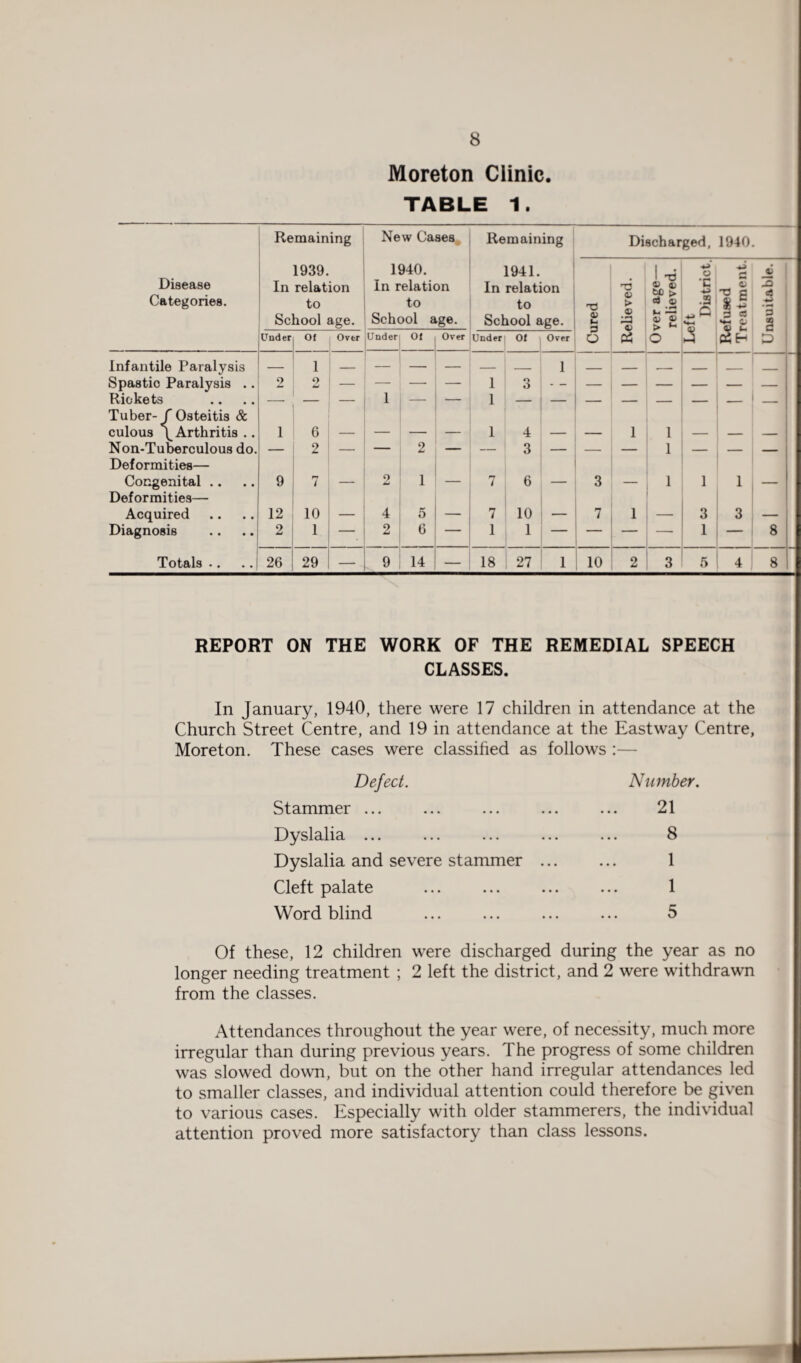 8
Moreton Clinic.
TABLE 1.
Disease Categories. | Remaining 1939. In relation to School age. | New Cases 1940. In relation to School age. | Remaining 1941. In relation to School age. | Discharged, 1940.
Under | Of | Over | Under | Of | Over | Under | Of | Over | Cured | Relieved. | Over age—relieved. | Left District. | Refused Treatment. | Unsuitable.
Infantile Paralysis | — | 1 | — | — | — | — | — | — | 1 | — | — | — | — | — | —
Spastic Paralysis .. | 2 | 2 | — | — | — | — | 1 | 3 | -- | — | — | — | — | — | —
Rickets .. .. | — | — | — | 1 | — | — | 1 | — | — | — | — | — | — | — | —
Tuber- { Osteitis &
culous { Arthritis .. | 1 | 6 | — | — | — | — | 1 | 4 | — | — | 1 | 1 | — | — | —
Non-Tuberculous do. | — | 2 | — | — | 2 | — | — | 3 | — | — | — | 1 | — | — | —
Deformities—
Congenital .. .. | 9 | 7 | — | 2 | 1 | — | 7 | 6 | — | 3 | — | 1 | 1 | 1 | —
Deformities—
Acquired .. .. | 12 | 10 | — | 4 | 5 | — | 7 | 10 | — | 7 | 1 | — | 3 | 3 | —
Diagnosis .. .. | 2 | 1 | — | 2 | 6 | — | 1 | 1 | — | — | — | — | 1 | — | 8
Totals .. .. | 26 | 29 | — | 9 | 14 | — | 18 | 27 | 1 | 10 | 2 | 3 | 5 | 4 | 8
REPORT ON THE WORK OF THE REMEDIAL SPEECH
CLASSES.
In January, 1940, there were 17 children in attendance at the
Church Street Centre, and 19 in attendance at the Eastway Centre,
Moreton. These cases were classified as follows :—
Defect. Number.
Stammer ... ... ... ... ... 21
Dyslalia ... ... ... ... ... 8
Dyslalia and severe stammer ... ... 1
Cleft palate ... ... ... ... 1
Word blind ... ... ... ... 5
Of these, 12 children were discharged during the year as no
longer needing treatment ; 2 left the district, and 2 were withdrawn
from the classes.
Attendances throughout the year were, of necessity, much more
irregular than during previous years. The progress of some children
was slowed down, but on the other hand irregular attendances led
to smaller classes, and individual attention could therefore be given
to various cases. Especially with older stammerers, the individual
attention proved more satisfactory than class lessons.